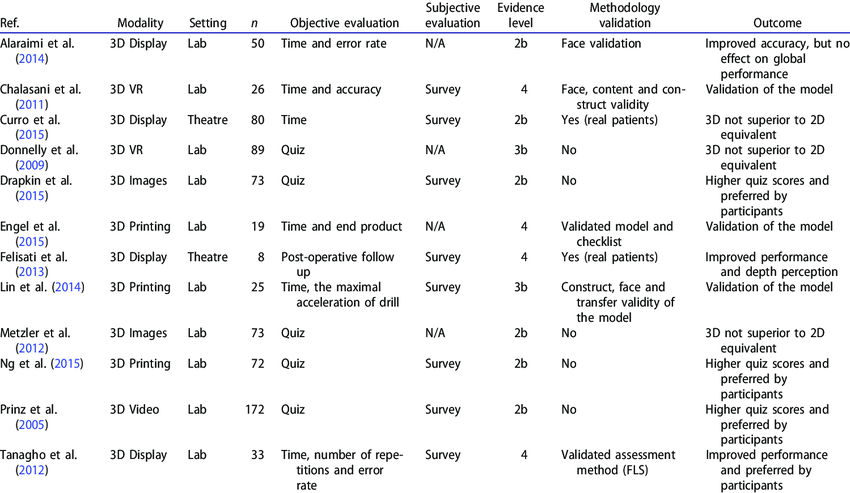 Subjective Evidence Methodology
Ref. Modality Setting n Objective evaluation evaluation level validation Outcome
Alaraimi et al. 3D Display Lab 50 Time and error rate N/A 2b Face validation Improved accuracy, but no
(2014) effect on global
performance
Chalasani et al. 3D VR Lab 26 Time and accuracy Survey 4 Face, content and con- Validation of the model
(2011) struct validity
Curro et al. 3D Display Theatre 80 Time Survey 2b Yes (real patients) 3D not superior to 2D
(2015) equivalent
Donnelly et al. 3D VR Lab 89 Quiz N/A 3b No 3D not superior to 2D
(2009) equivalent
Drapkin et al. 3D Images Lab 73 Quiz Survey 2b No Higher quiz scores and
(2015) preferred by
participants
Engel et al. 3D Printing Lab 19 Time and end product N/A 4 Validated model and Validation of the model
(2015) checklist
Felisati et al. 3D Display Theatre 8 Post-operative follow Survey 4 Yes (real patients) Improved performance
(2013) up and depth perception
Lin et al. (2014) 3D Printing Lab 25 Time, the maximal Survey 3b Construct, face and Validation of the model
acceleration of drill transfer validity of
the model
Metzler et al. 3D Images Lab 73 Quiz N/A 2b No 3D not superior to 2D
(2012) equivalent
Ng et al. (2015) 3D Printing Lab 72 Quiz Survey 2b No Higher quiz scores and
preferred by
participants
Prinz et al. 3D Video Lab 172 Quiz Survey 2b No Higher quiz scores and
(2005) preferred by
participants
Tanagho et al. 3D Display Lab 33 Time, number of repe- Survey 4 Validated assessment Improved performance
(2012) titions and error method (FLS) and preferred by
rate participants